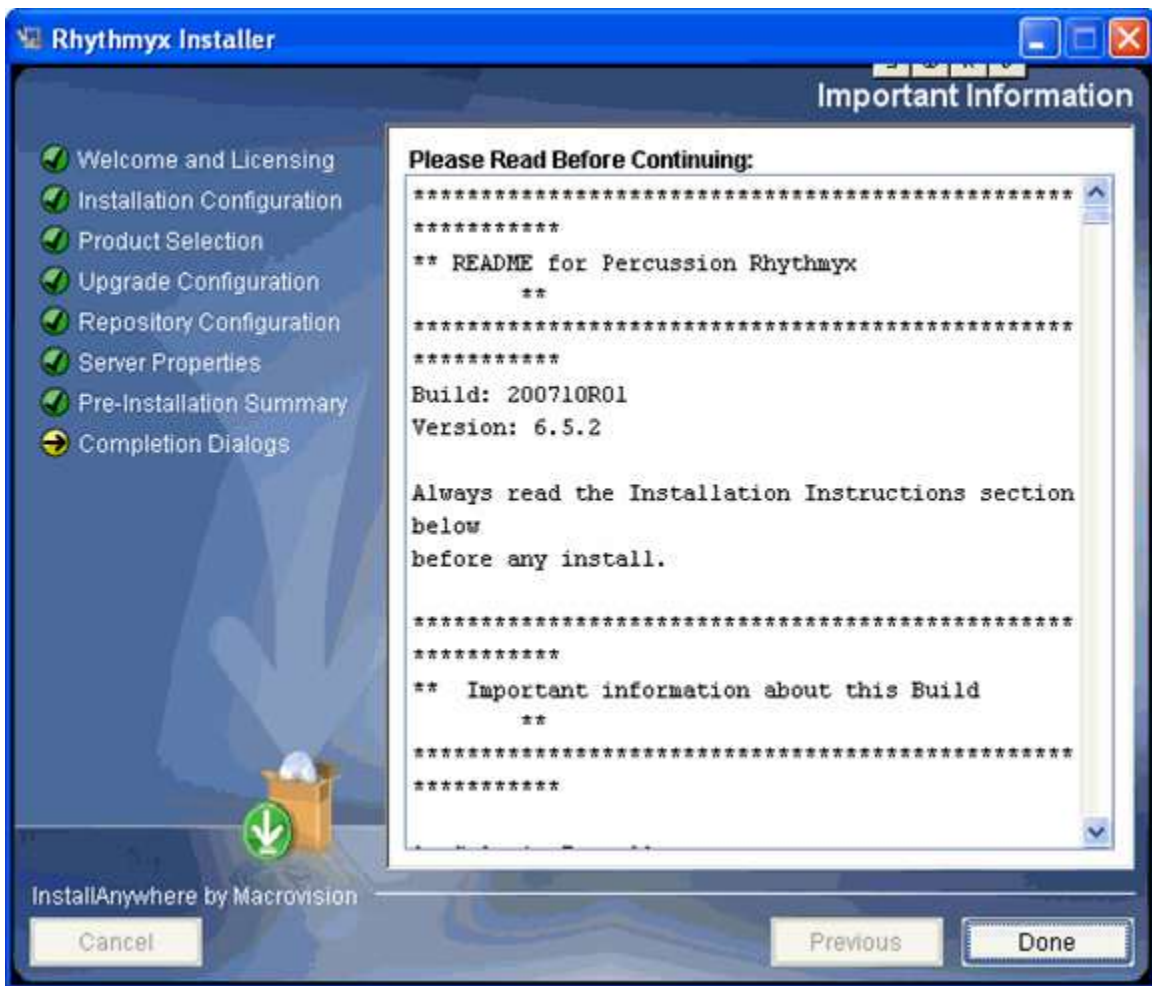 Rhythmyx Installer
Important Information
Welcome and Licensing
Installation Configuration
Product Selection
Upgrade Configuration
Repository Configuration
Server Properties
Pre-Installation Summary
Completion Dialogs
Please Read Before Continuing:
*************************************************
***********
** README for Percussion Rhythmyx
**
*************************************************
***********
Build: 200710R01
Version: 6.5.2
Always read the Installation Instructions section
below
before any install.
*************************************************
***********
** Important information about this Build
**
*************************************************
***********
InstallAnywhere by Macrovision
Cancel
Previous
Done